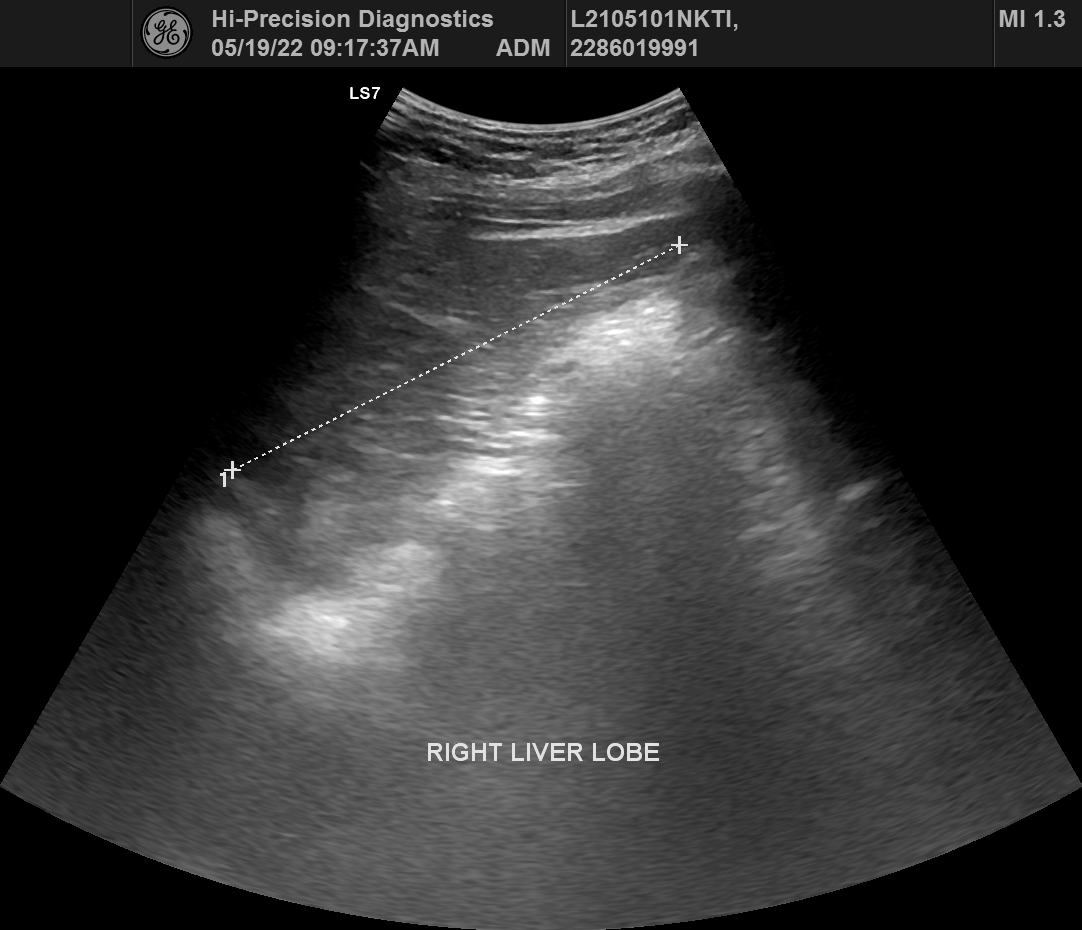 Hi-Precision Diagnostics
05/19/22 09:17:37AM ADM
L2105101NKTI,
2286019991
MI 1.3
GE
LS7
1
RIGHT LIVER LOBE